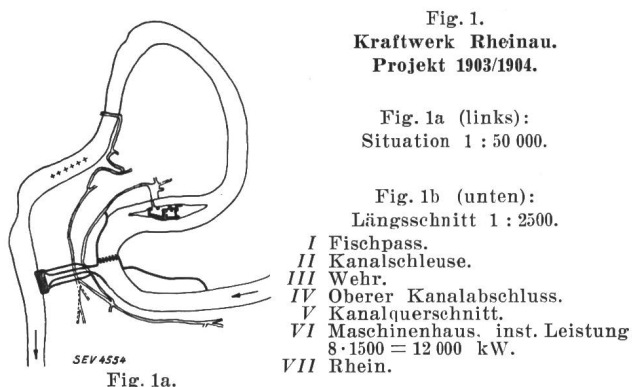 Fig. 1.
Kraftwerk Rheinau.
Projekt 1903/1904.
Fig. 1a (links):
Situation 1 : 50 000.
Fig. 1b (unten):
Längsschnitt 1 : 2500.
I Fischpass.
II Kanalschleuse.
III Wehr.
IV Oberer Kanalabschluss.
V Kanalquerschnitt.
VI Maschinenhaus, inst. Leistung
8·1500 = 12 000 kW.
VII Rhein.
SEV 4554
Fig. 1a.